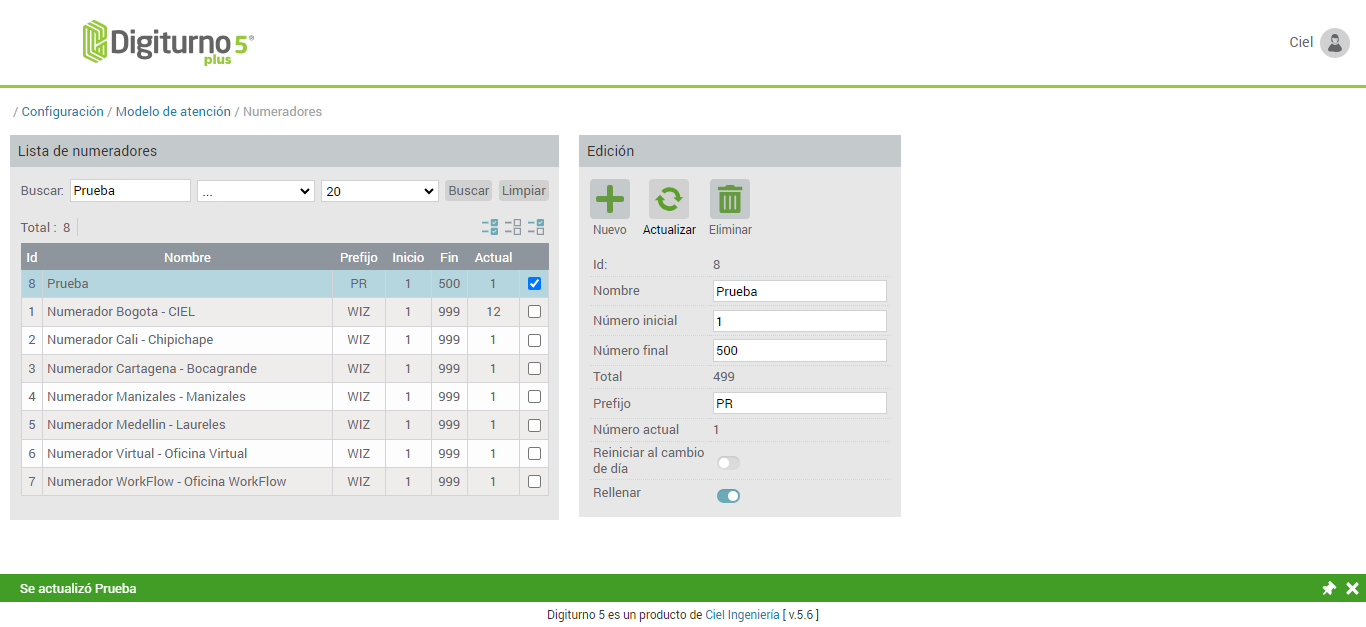 Digiturno 5®
plus
Ciel
/ Configuración / Modelo de atención / Numeradores
Lista de numeradores
Buscar: Prueba ... 20 Buscar Limpiar
Total : 8
Id Nombre Prefijo Inicio Fin Actual
8 Prueba PR 1 500 1
1 Numerador Bogota - CIEL WIZ 1 999 12
2 Numerador Cali - Chipichape WIZ 1 999 1
3 Numerador Cartagena - Bocagrande WIZ 1 999 1
4 Numerador Manizales - Manizales WIZ 1 999 1
5 Numerador Medellin - Laureles WIZ 1 999 1
6 Numerador Virtual - Oficina Virtual WIZ 1 999 1
7 Numerador WorkFlow - Oficina WorkFlow WIZ 1 999 1
Edición
Nuevo Actualizar Eliminar
Id: 8
Nombre Prueba
Número inicial 1
Número final 500
Total 499
Prefijo PR
Número actual 1
Reiniciar al cambio
de día
Rellenar
Se actualizó Prueba
Digiturno 5 es un producto de Ciel Ingeniería [ v.5.6 ]